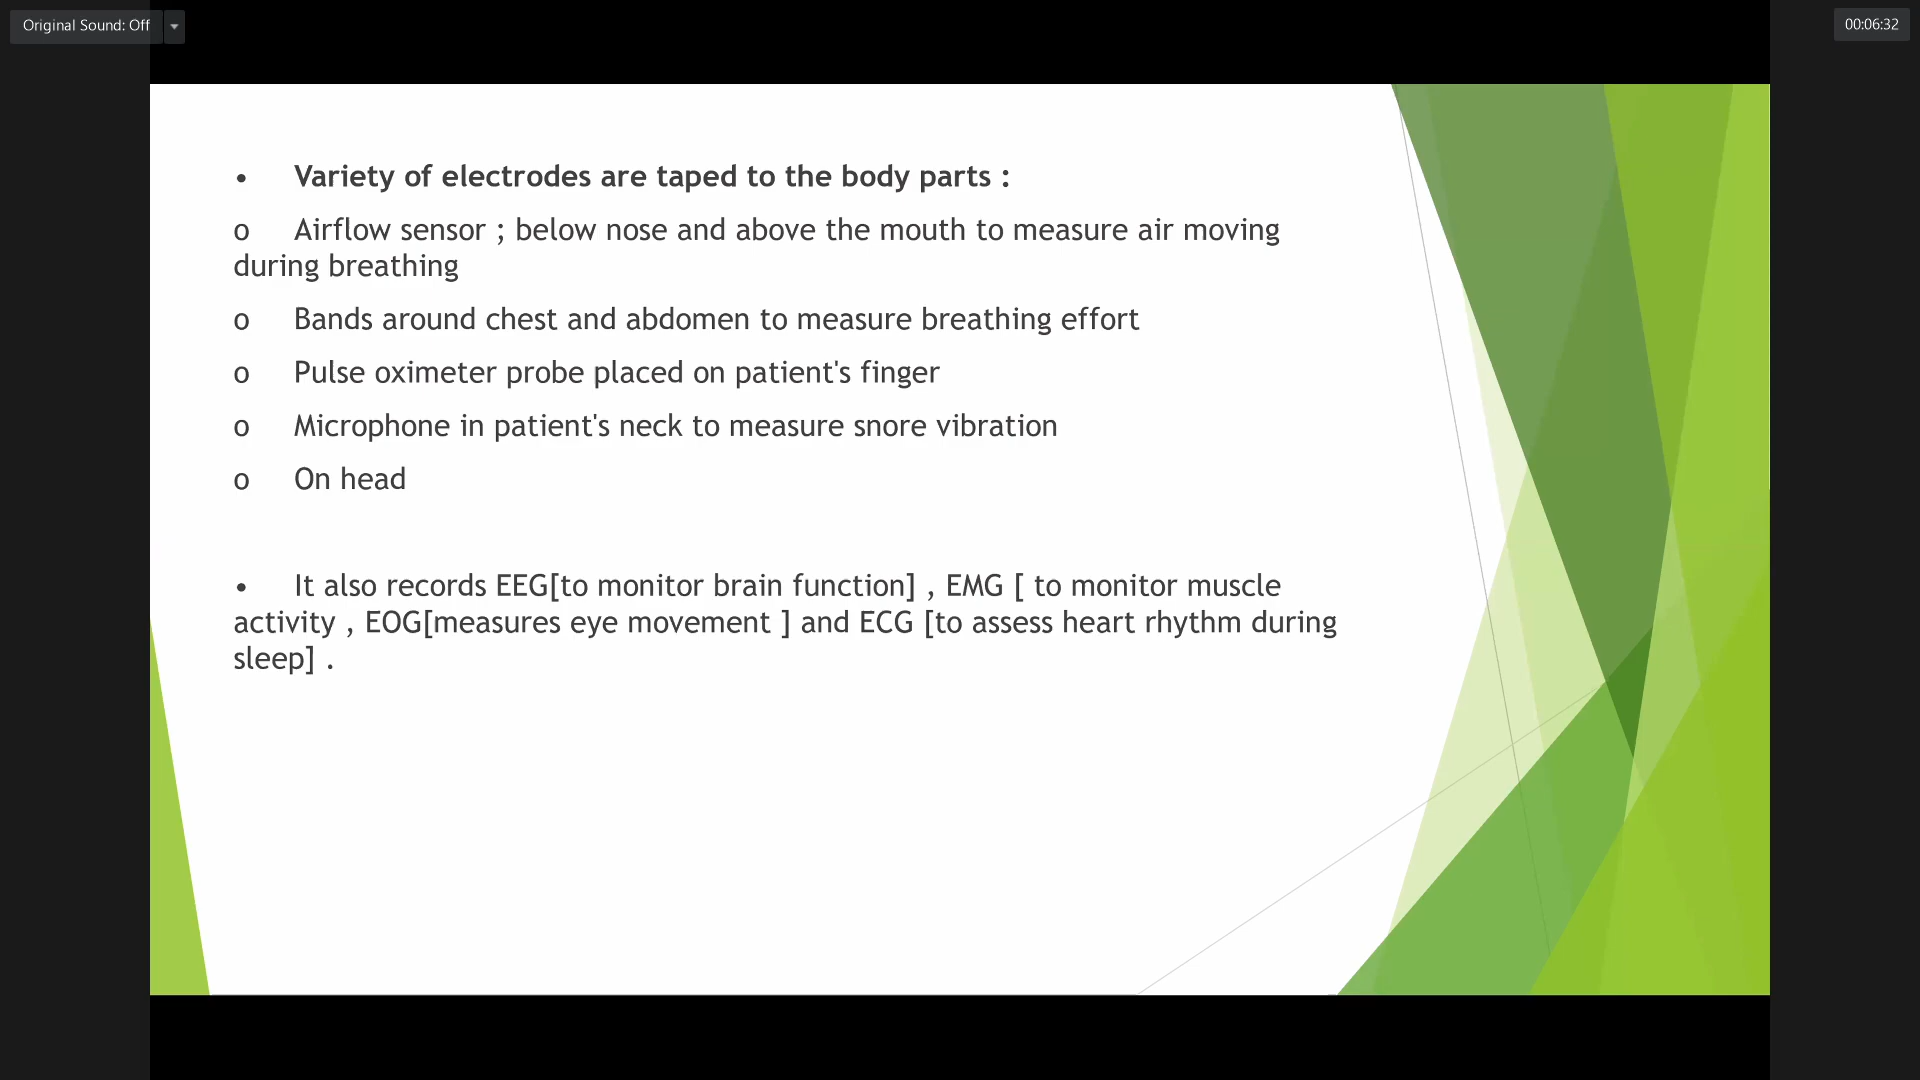 Original Sound: Off
00:06:32
• Variety of electrodes are taped to the body parts :
o Airflow sensor ; below nose and above the mouth to measure air moving
during breathing
o Bands around chest and abdomen to measure breathing effort
o Pulse oximeter probe placed on patient's finger
o Microphone in patient's neck to measure snore vibration
o On head
• It also records EEG[to monitor brain function] , EMG [ to monitor muscle
activity , EOG[measures eye movement ] and ECG [to assess heart rhythm during
sleep] .